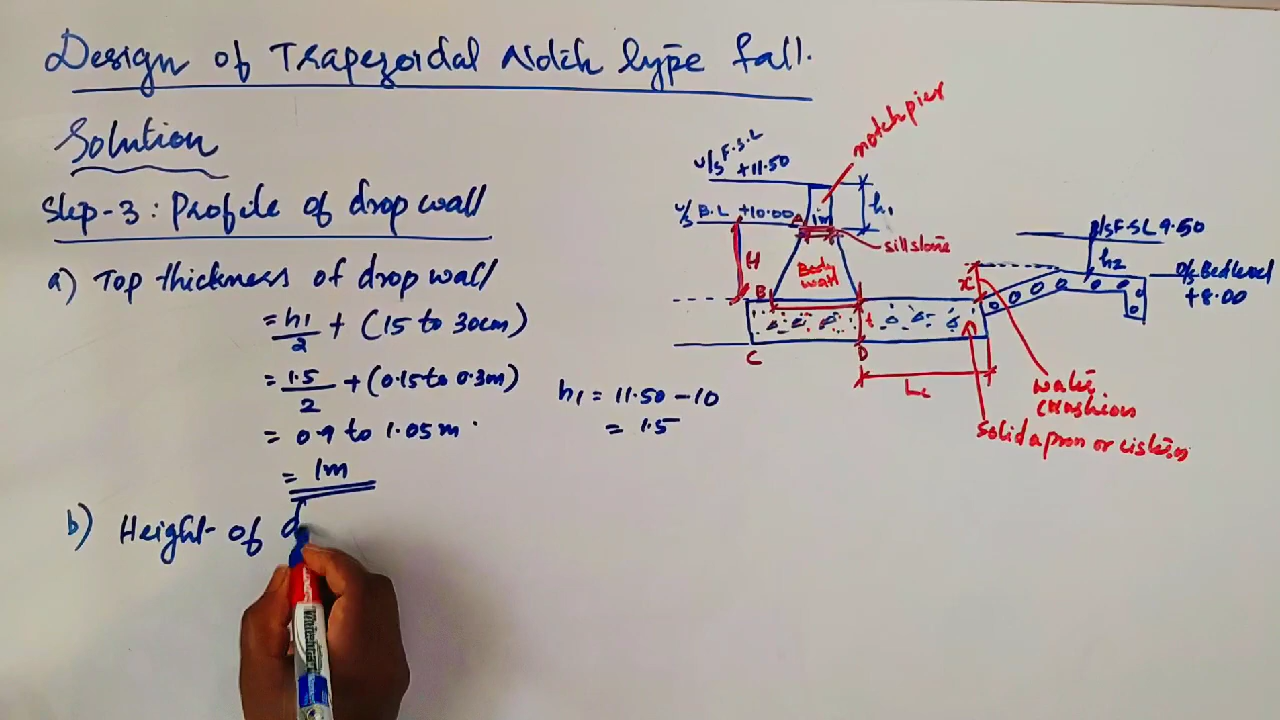 Design of Trapezoidal Notch type fall.
Solution
Step-3: Profile of drop wall
a) Top thickness of drop wall
= h1/2 + (15 to 30cm)
= 1.5/2 + (0.15 to 0.3m)
= 0.9 to 1.05m.
= 1m
h1 = 11.50 - 10
= 1.5
b) Height of d
notch pier
U/S F.S.L
+11.50
U/S B.L +10.00
A
1m
h1
sill stone
H
Body
wall
B
t
C
D
Lc
x
D/S F.S.L 9.50
h2
D/S Bed level
+8.00
solid apron or cistern